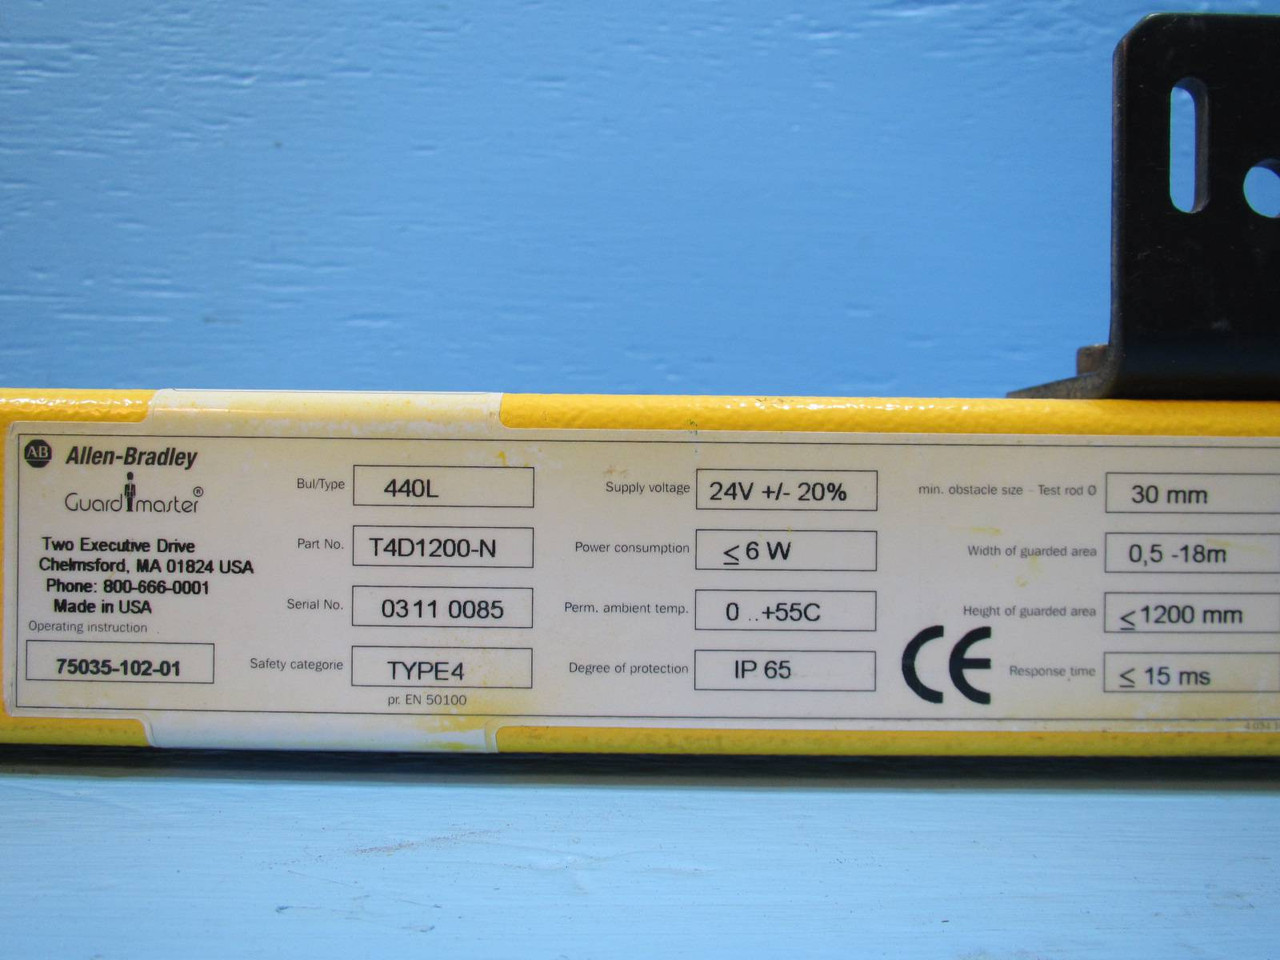 AB Allen-Bradley
Guardmaster®
Two Executive Drive
Chelmsford, MA 01824 USA
Phone: 800-666-0001
Made in USA
Operating instruction
75035-102-01
Bul/Type 440L
Part No. T4D1200-N
Serial No. 0311 0085
Safety categorie TYPE4
pr. EN 50100
Supply voltage 24V +/- 20%
Power consumption ≤ 6 W
Perm. ambient temp. 0 ..+55C
Degree of protection IP 65
CE
min. obstacle size - Test rod Ø 30 mm
Width of guarded area 0,5 -18m
Height of guarded area ≤ 1200 mm
Response time ≤ 15 ms